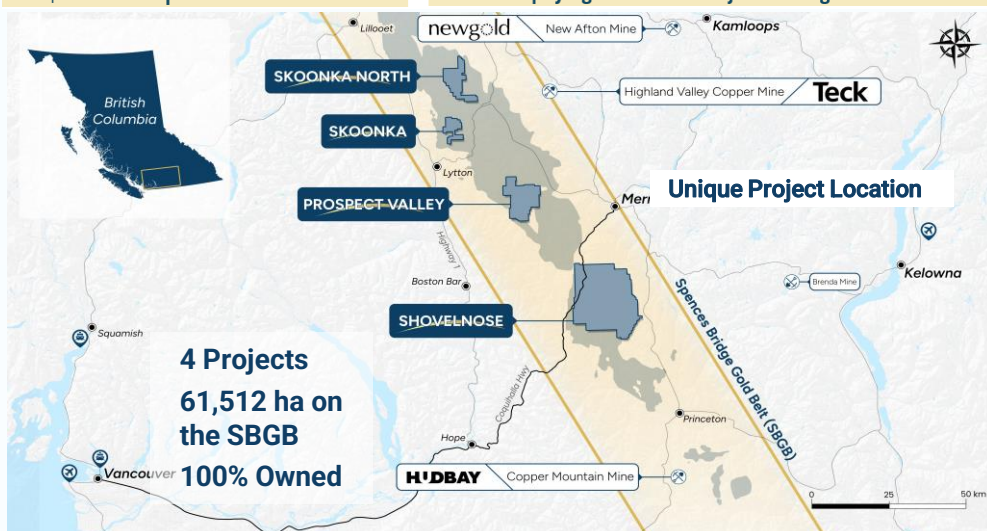 Lillooet
newgold New Afton Mine
Kamloops
SKOONKA NORTH
Highland Valley Copper Mine Teck
British
Columbia
SKOONKA
Lytton
Unique Project Location
PROSPECT VALLEY
Merr
Highway 1
Kelowna
Boston Bar
Brenda Mine
SHOVELNOSE
Spences Bridge Gold Belt (SBGB)
Squamish
4 Projects
61,512 ha on
the SBGB
100% Owned
Coquihalla Hwy
Princeton
Hope
Vancouver
HUDBAY Copper Mountain Mine
0 25 50 km